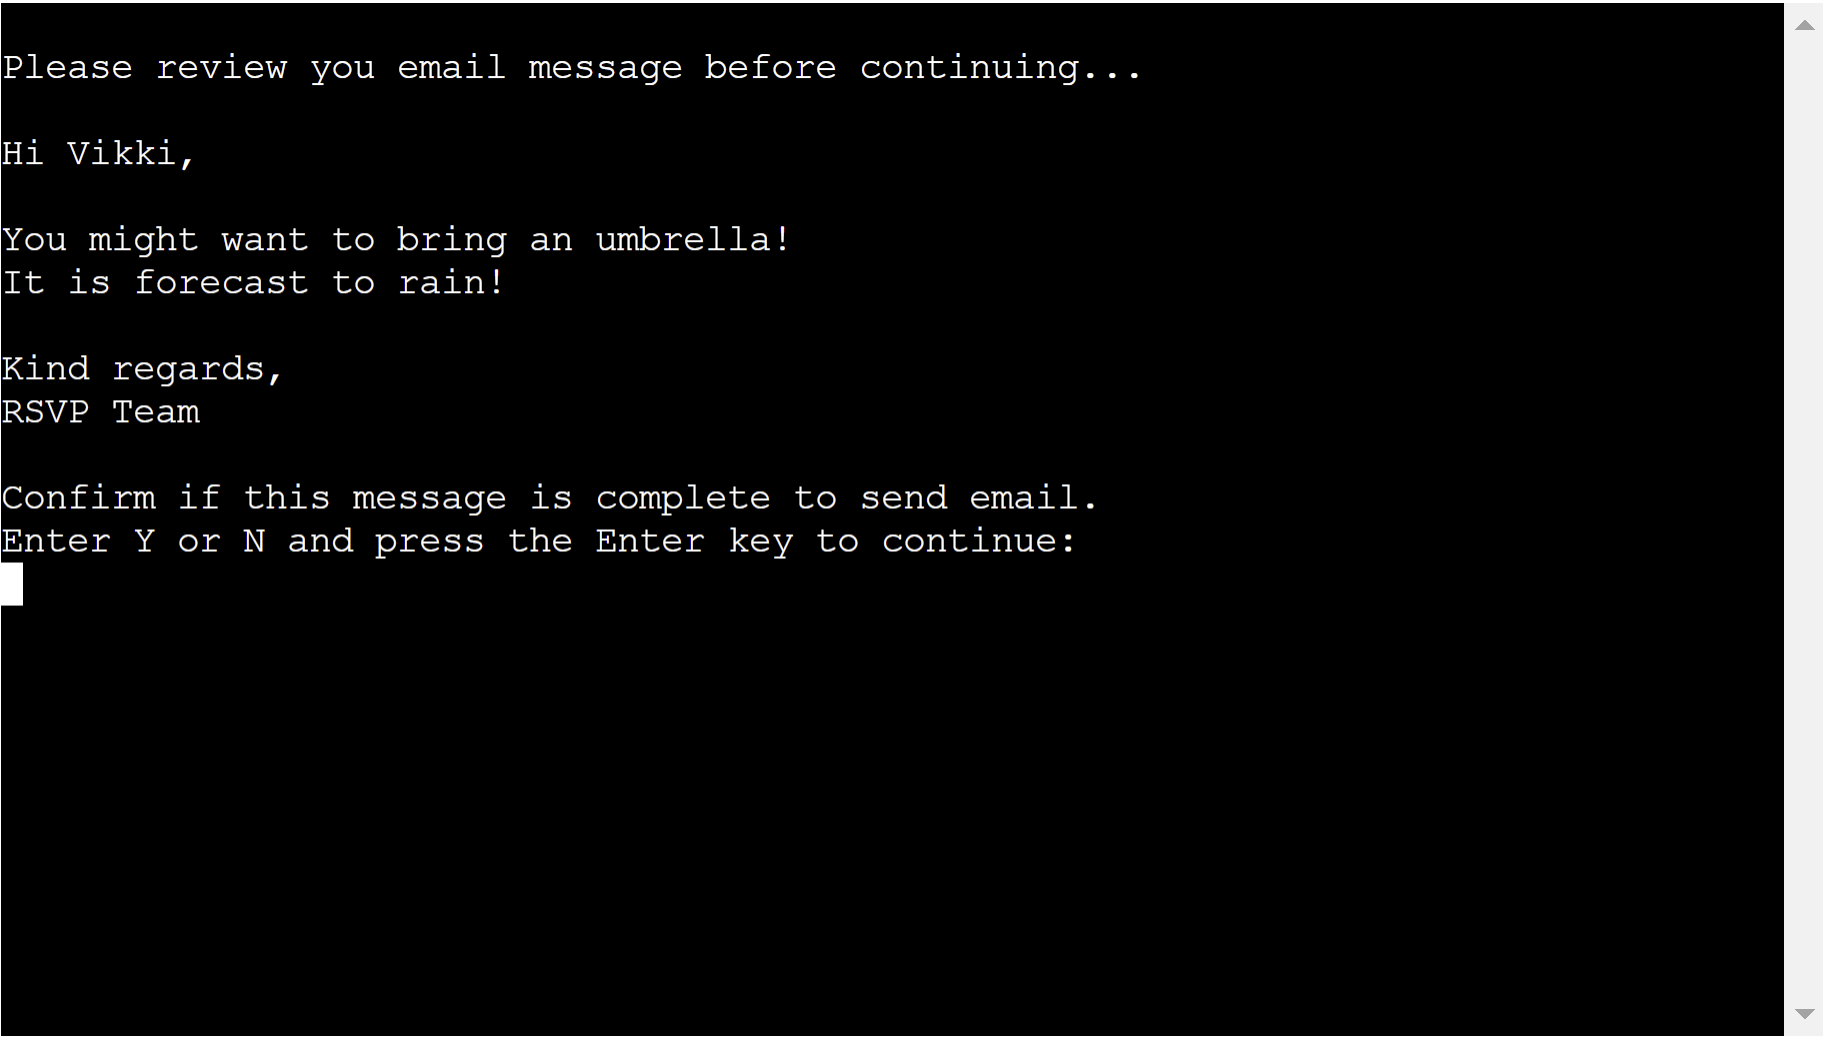 Please review you email message before continuing...
Hi Vikki,
You might want to bring an umbrella!
It is forecast to rain!
Kind regards,
RSVP Team
Confirm if this message is complete to send email.
Enter Y or N and press the Enter key to continue: